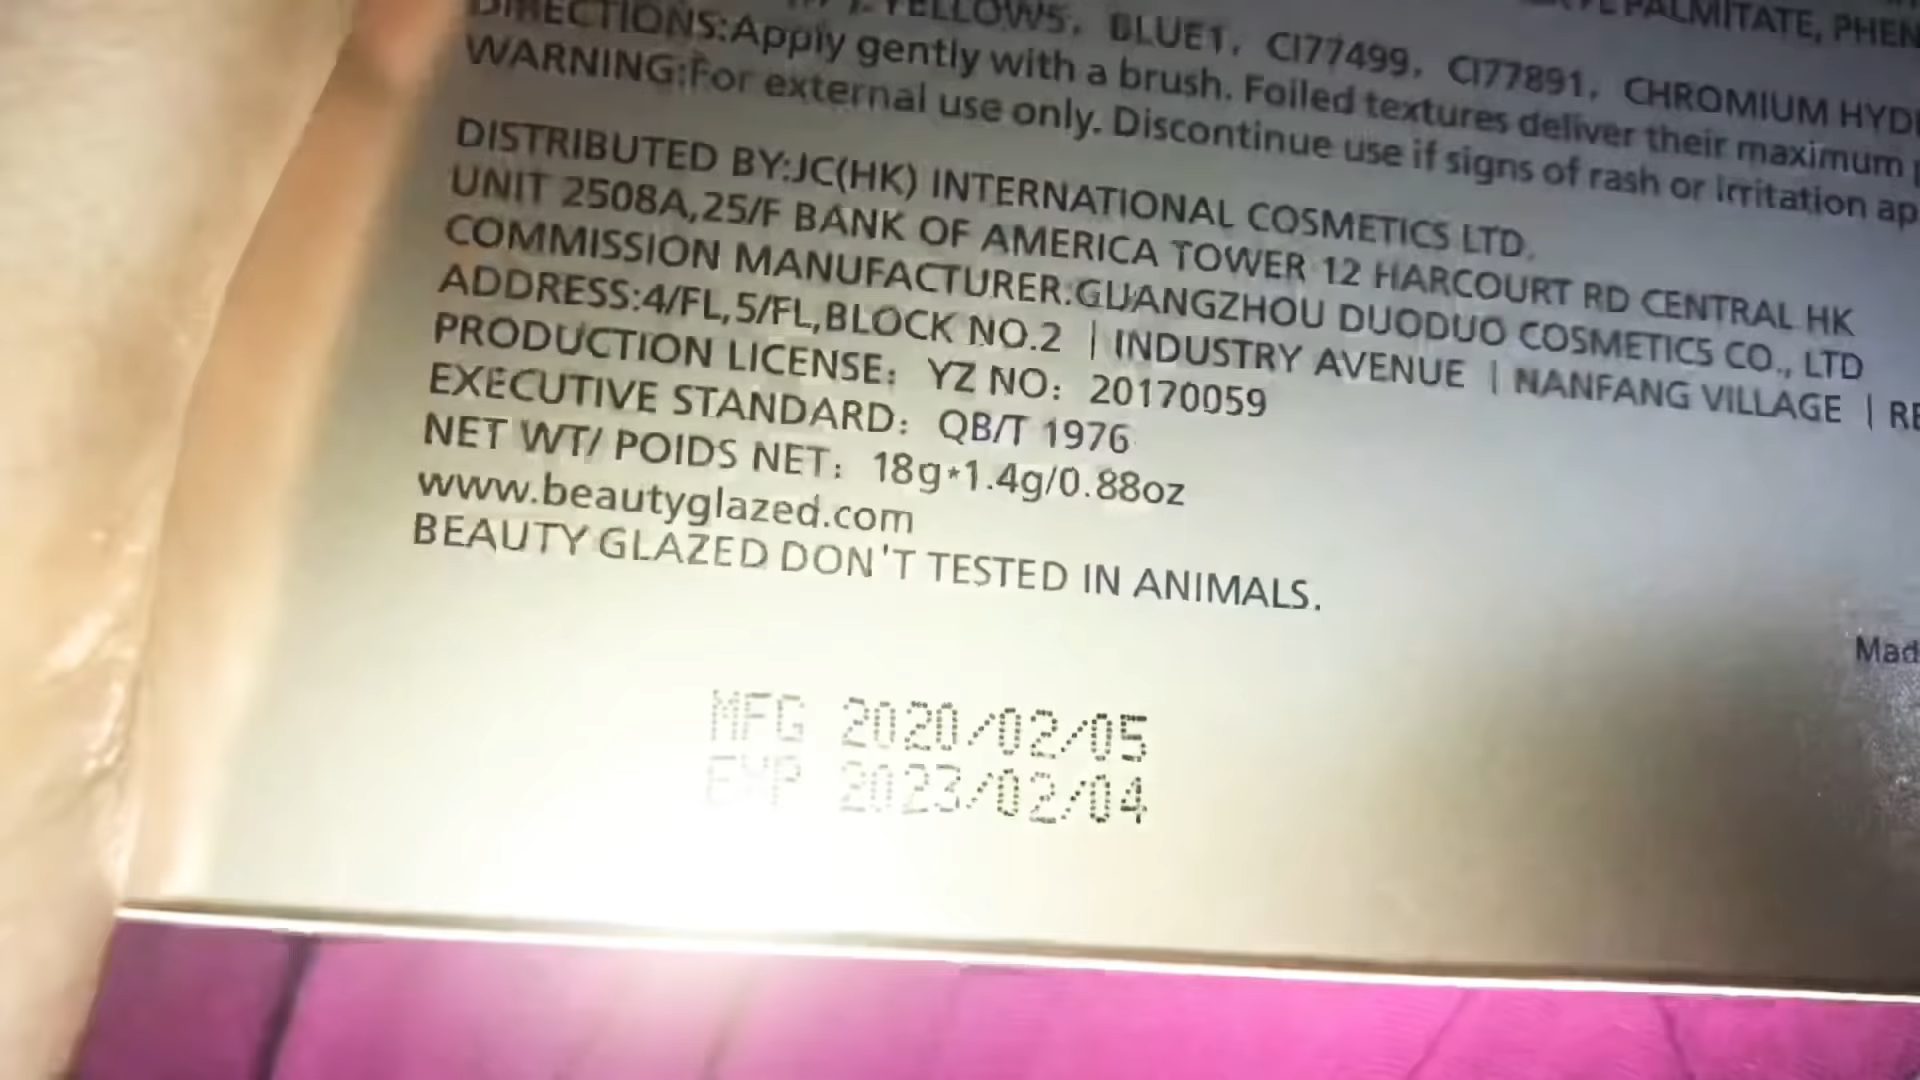 PALMITATE, PHEN
YELLOW5, BLUE1, CI77499, CI77891, CHROMIUM HYD
DIRECTIONS:Apply gently with a brush. Foiled textures deliver their maximum
WARNING:For external use only. Discontinue use if signs of rash or irritation ap
DISTRIBUTED BY:JC(HK) INTERNATIONAL COSMETICS LTD.
UNIT 2508A,25/F BANK OF AMERICA TOWER 12 HARCOURT RD CENTRAL HK
COMMISSION MANUFACTURER:GUANGZHOU DUODUO COSMETICS CO., LTD
ADDRESS:4/FL,5/FL,BLOCK NO.2 | INDUSTRY AVENUE | NANFANG VILLAGE | RE
PRODUCTION LICENSE: YZ NO: 20170059
EXECUTIVE STANDARD: QB/T 1976
NET WT/ POIDS NET: 18g*1.4g/0.88oz
www.beautyglazed.com
BEAUTY GLAZED DON'T TESTED IN ANIMALS.
Mad
MFG 2020/02/05
EXP 2023/02/04